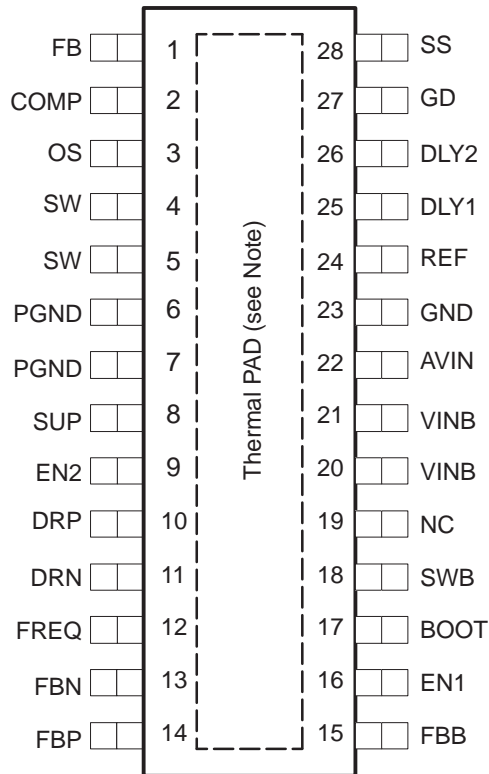 FB 1 28 SS
COMP 2 27 GD
OS 3 26 DLY2
SW 4 25 DLY1
SW 5 24 REF
PGND 6 23 GND
PGND 7 22 AVIN
SUP 8 21 VINB
EN2 9 20 VINB
DRP 10 19 NC
DRN 11 18 SWB
FREQ 12 17 BOOT
FBN 13 16 EN1
FBP 14 15 FBB
Thermal PAD (see Note)